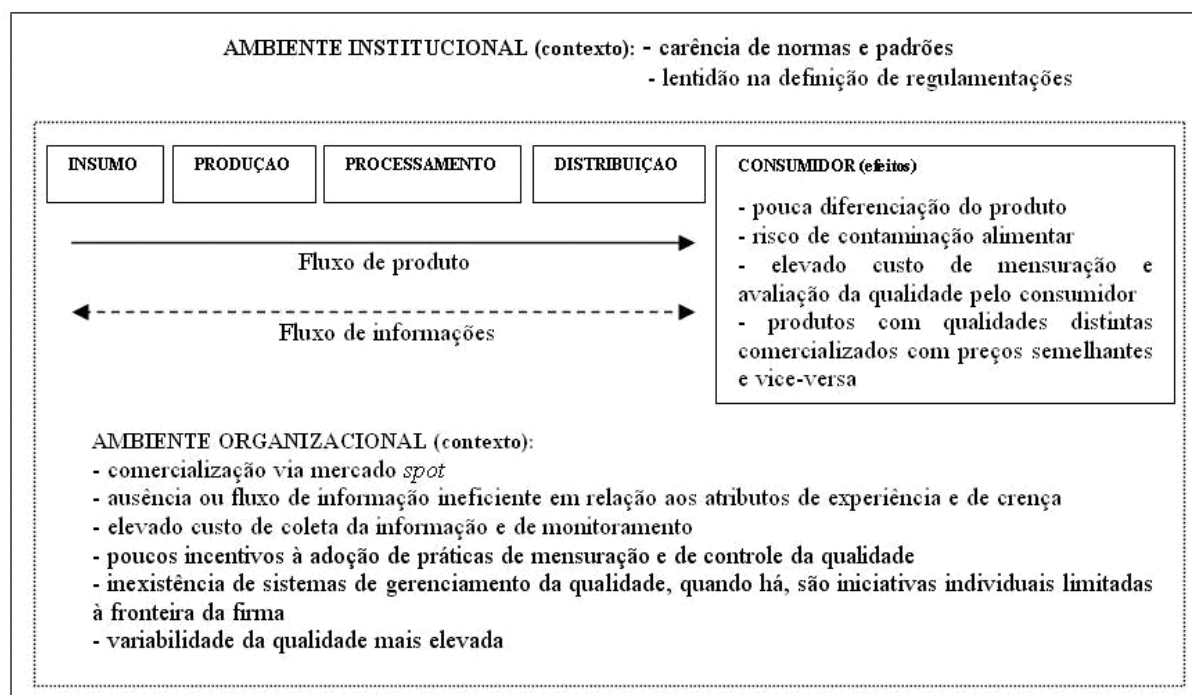 AMBIENTE INSTITUCIONAL (contexto): - carência de normas e padrões
- lentidão na definição de regulamentações
INSUMO
PRODUÇAO
PROCESSAMENTO
DISTRIBUIÇAO
CONSUMIDOR (efeitos)
- pouca diferenciação do produto
- risco de contaminação alimentar
- elevado custo de mensuração e
avaliação da qualidade pelo consumidor
- produtos com qualidades distintas
comercializados com preços semelhantes
e vice-versa
Fluxo de produto
Fluxo de informações
AMBIENTE ORGANIZACIONAL (contexto):
- comercialização via mercado spot
- ausência ou fluxo de informação ineficiente em relação aos atributos de experiência e de crença
- elevado custo de coleta da informação e de monitoramento
- poucos incentivos à adoção de práticas de mensuração e de controle da qualidade
- inexistência de sistemas de gerenciamento da qualidade, quando há, são iniciativas individuais limitadas
à fronteira da firma
- variabilidade da qualidade mais elevada